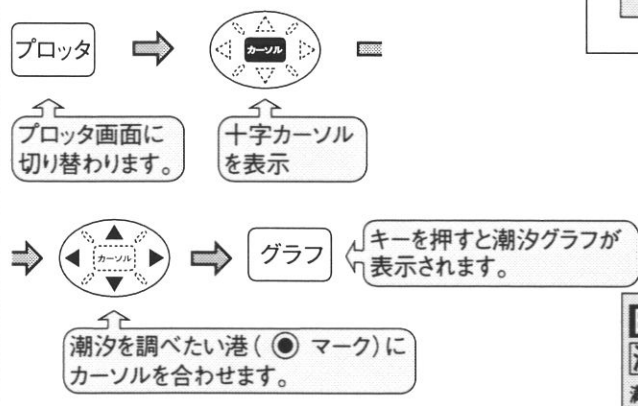 プロッタ
カーソル
プロッタ画面に
切り替わります。
十字カーソル
を表示
カーソル
グラフ
キーを押すと潮汐グラフが
表示されます。
潮汐を調べたい港( ◉ マーク)に
カーソルを合わせます。